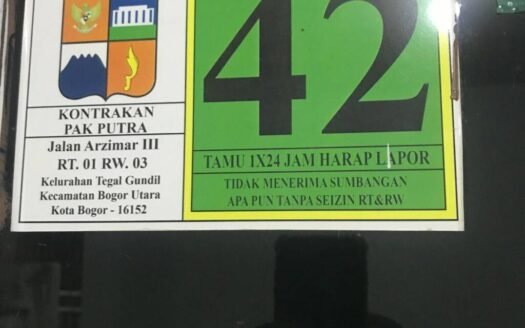 KONTRAKAN
PAK PUTRA
Jalan Arzimar III
RT. 01 RW. 03
Kelurahan Tegal Gundil
Kecamatan Bogor Utara
Kota Bogor - 16152
42
TAMU 1X24 JAM HARAP LAPOR
TIDAK MENERIMA SUMBANGAN
APA PUN TANPA SEIZIN RT&RW